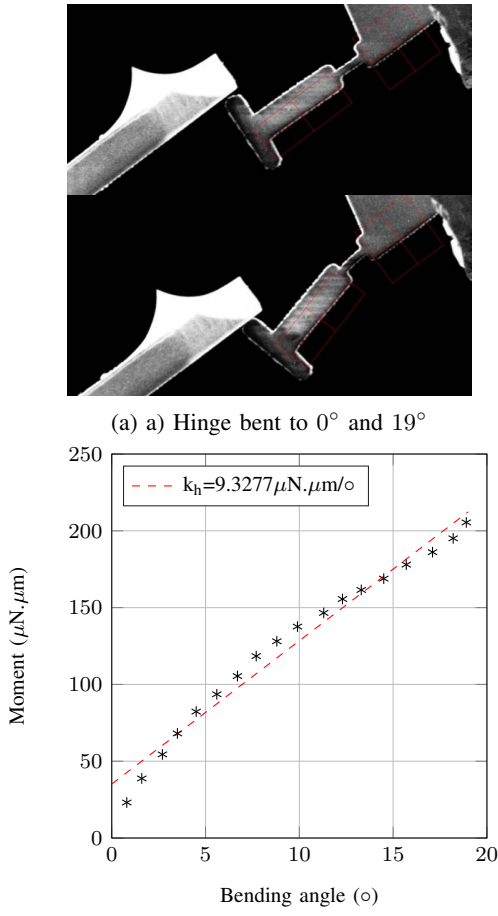 (a) a) Hinge bent to 0° and 19°
250
200
150
100
50
0
0 5 10 15 20
k_h=9.3277μN.μm/∘
Moment (μN.μm)
Bending angle (∘)